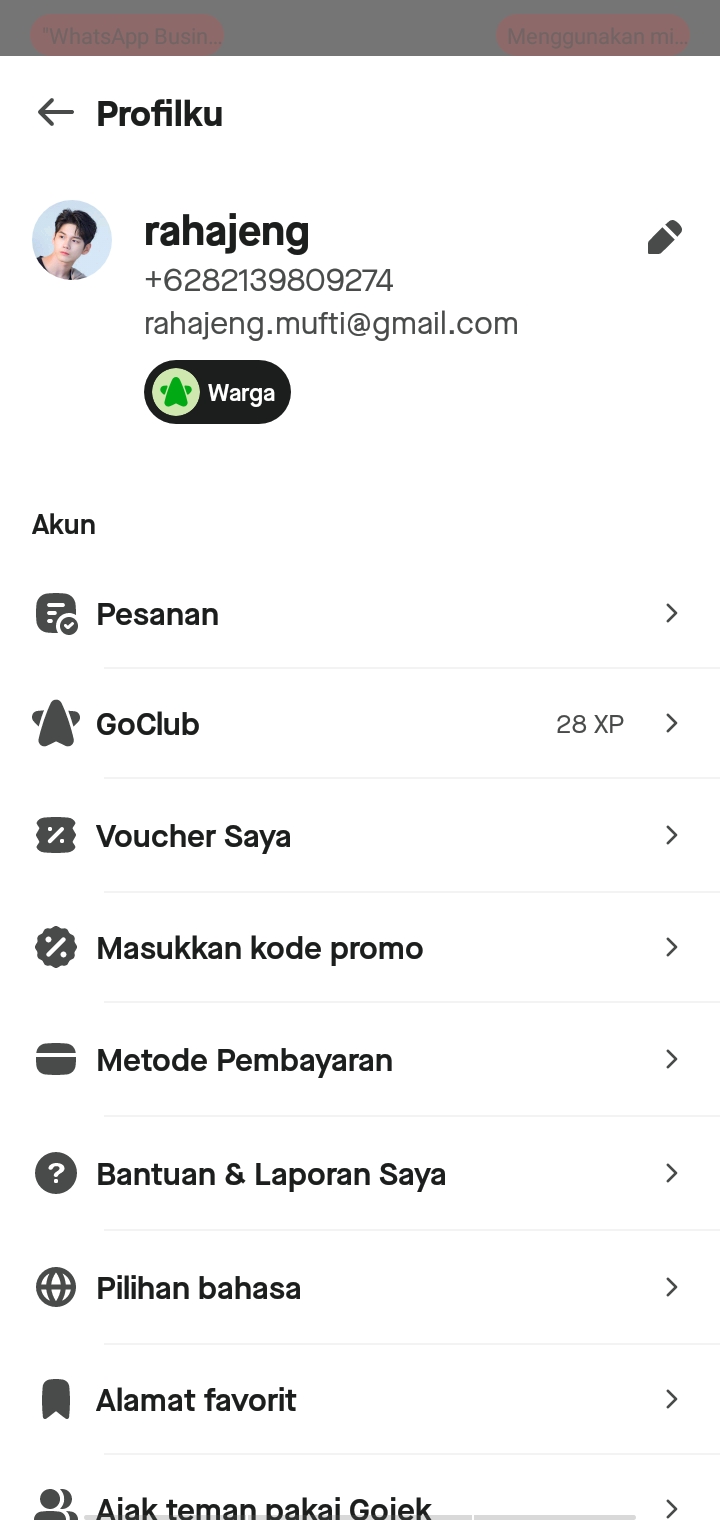 "WhatsApp Busin...
Menggunakan mi...
Profilku
rahajeng
+6282139809274
rahajeng.mufti@gmail.com
Warga
Akun
Pesanan
GoClub
28 XP
Voucher Saya
Masukkan kode promo
Metode Pembayaran
Bantuan & Laporan Saya
Pilihan bahasa
Alamat favorit
Ajak teman pakai Gojek